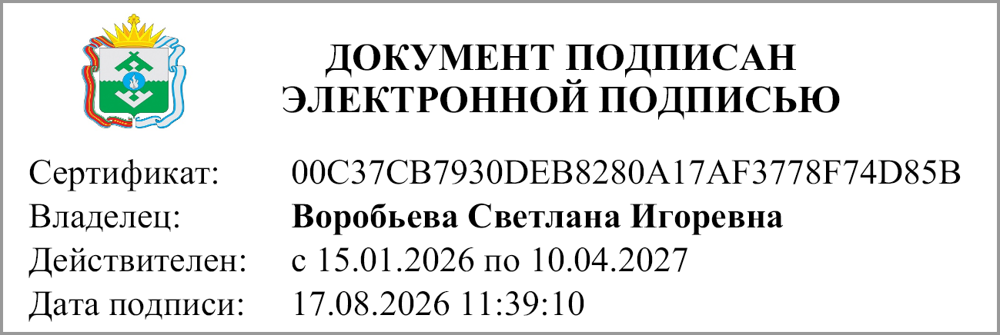 ДОКУМЕНТ ПОДПИСАН
ЭЛЕКТРОННОЙ ПОДПИСЬЮ
Сертификат: 00C37CB7930DEB8280A17AF3778F74D85B
Владелец: Воробьева Светлана Игоревна
Действителен: с 15.01.2026 по 10.04.2027
Дата подписи: 17.08.2026 11:39:10